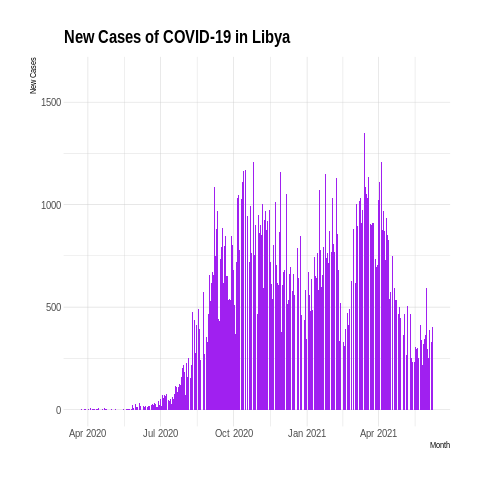 New Cases of COVID-19 in Libya
New Cases
1500
1000
500
0
Apr 2020 Jul 2020 Oct 2020 Jan 2021 Apr 2021
Month